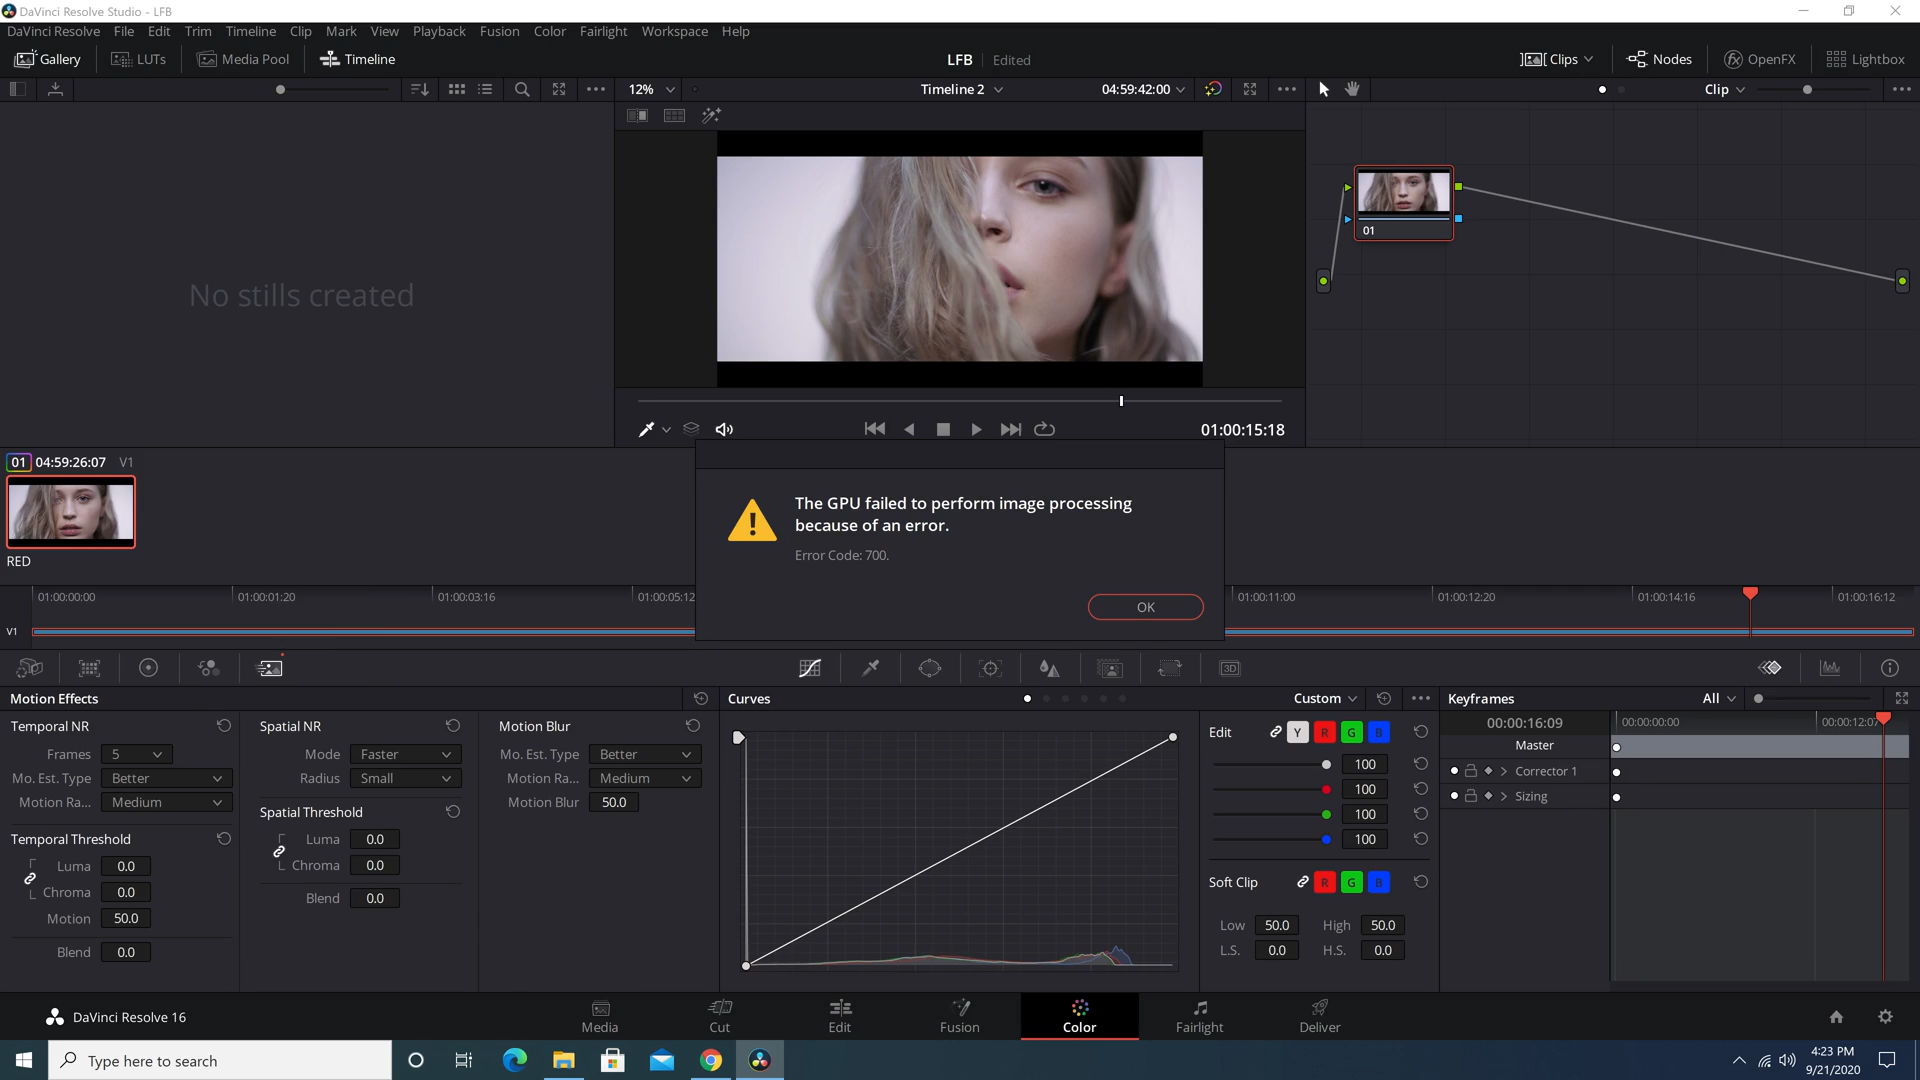 DaVinci Resolve Studio - LFB
DaVinci Resolve File Edit Trim Timeline Clip Mark View Playback Fusion Color Fairlight Workspace Help
Gallery LUTs Media Pool Timeline LFB Edited Clips Nodes fx OpenFX Lightbox
12% Timeline 2 04:59:42:00 Clip
No stills created
01
01:00:15:18
01 04:59:26:07 V1
RED
The GPU failed to perform image processing
because of an error.
Error Code: 700.
OK
01:00:00:00 01:00:01:20 01:00:03:16 01:00:05:12 01:00:11:00 01:00:12:20 01:00:14:16 01:00:16:12
V1
3D
Motion Effects Curves Custom Keyframes All
Temporal NR Spatial NR Motion Blur
Frames 5 Mode Faster Mo. Est. Type Better
Mo. Est. Type Better Radius Small Motion Ra... Medium
Motion Ra... Medium Motion Blur 50.0
Spatial Threshold
Temporal Threshold Luma 0.0
Luma 0.0 Chroma 0.0
Chroma 0.0 Blend 0.0
Motion 50.0
Blend 0.0
Edit Y R G B
100
100
100
100
Soft Clip R G B
Low 50.0 High 50.0
L.S. 0.0 H.S. 0.0
00:00:16:09 00:00:00:00 00:00:12:07
Master
Corrector 1
Sizing
DaVinci Resolve 16 Media Cut Edit Fusion Color Fairlight Deliver
Type here to search 4:23 PM
9/21/2020